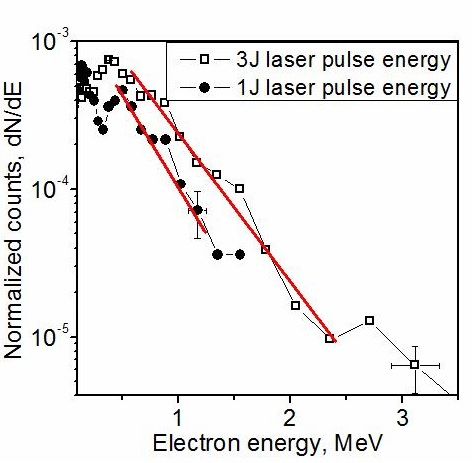 10⁻³
3J laser pulse energy
1J laser pulse energy
Normalized counts, dN/dE
10⁻⁴
10⁻⁵
1 2 3
Electron energy, MeV